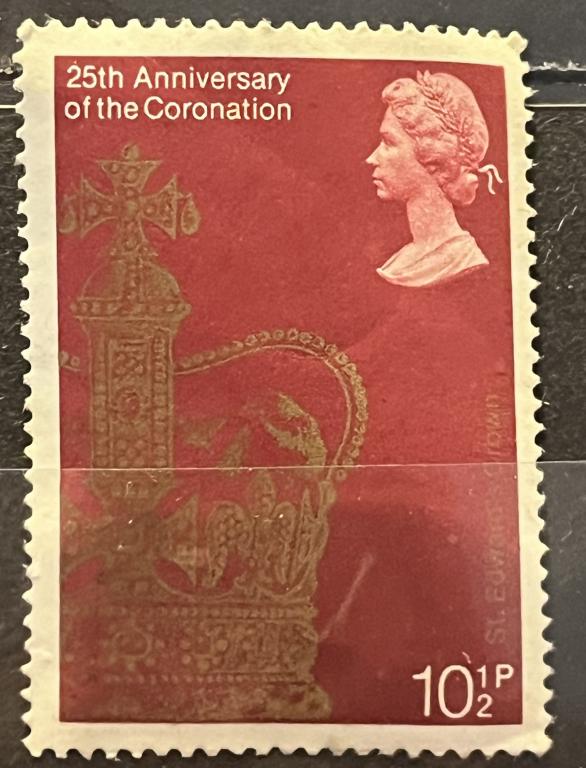 25th Anniversary
of the Coronation
St. Edward's Crown
10½P